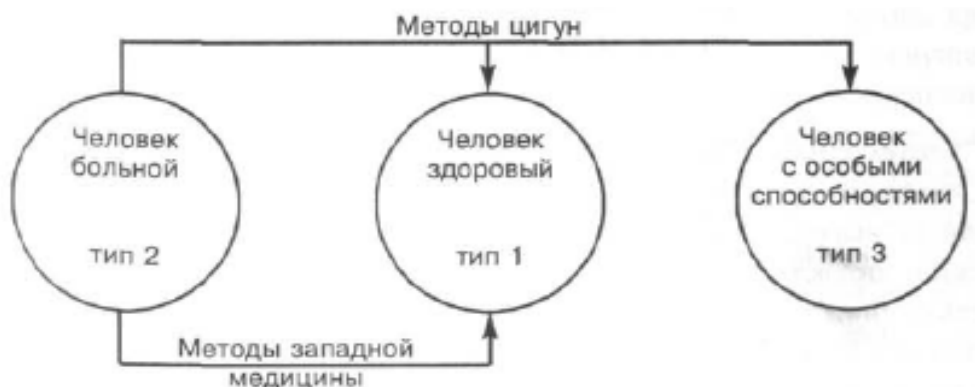 Методы цигун
Человек
больной
тип 2
Человек
здоровый
тип 1
Человек
с особыми
способностями
тип 3
Методы западной
медицины